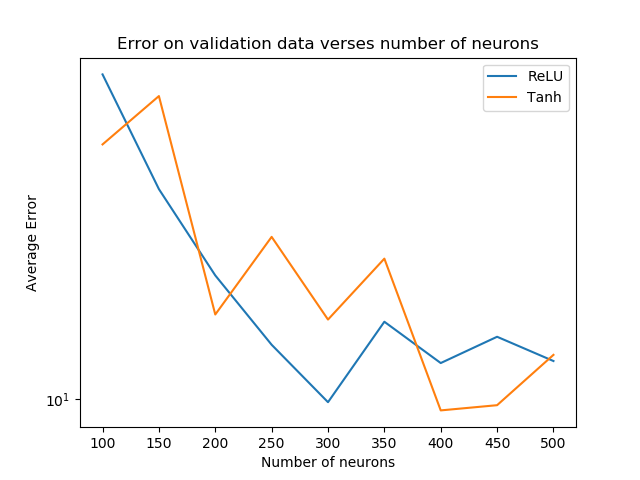 Error on validation data verses number of neurons
ReLU
Tanh
Average Error
10¹
100 150 200 250 300 350 400 450 500
Number of neurons